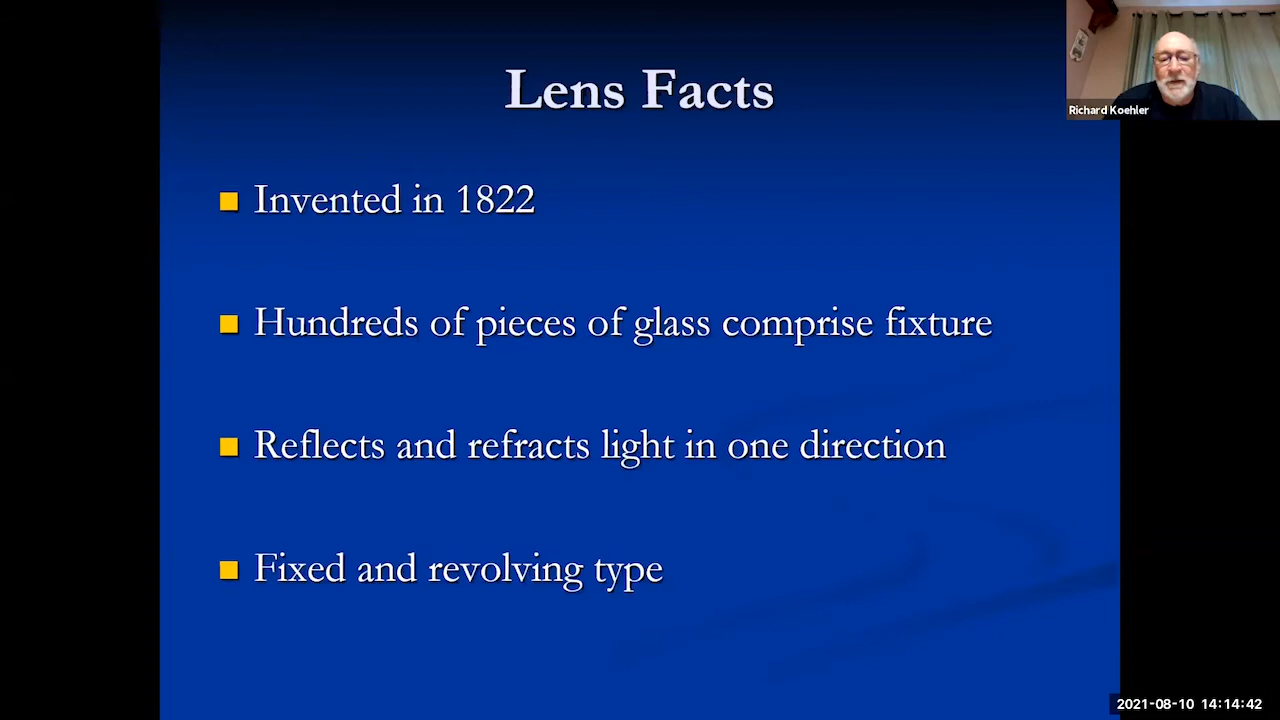 Lens Facts
Richard Koehler
Invented in 1822
Hundreds of pieces of glass comprise fixture
Reflects and refracts light in one direction
Fixed and revolving type
2021-08-10 14:14:42